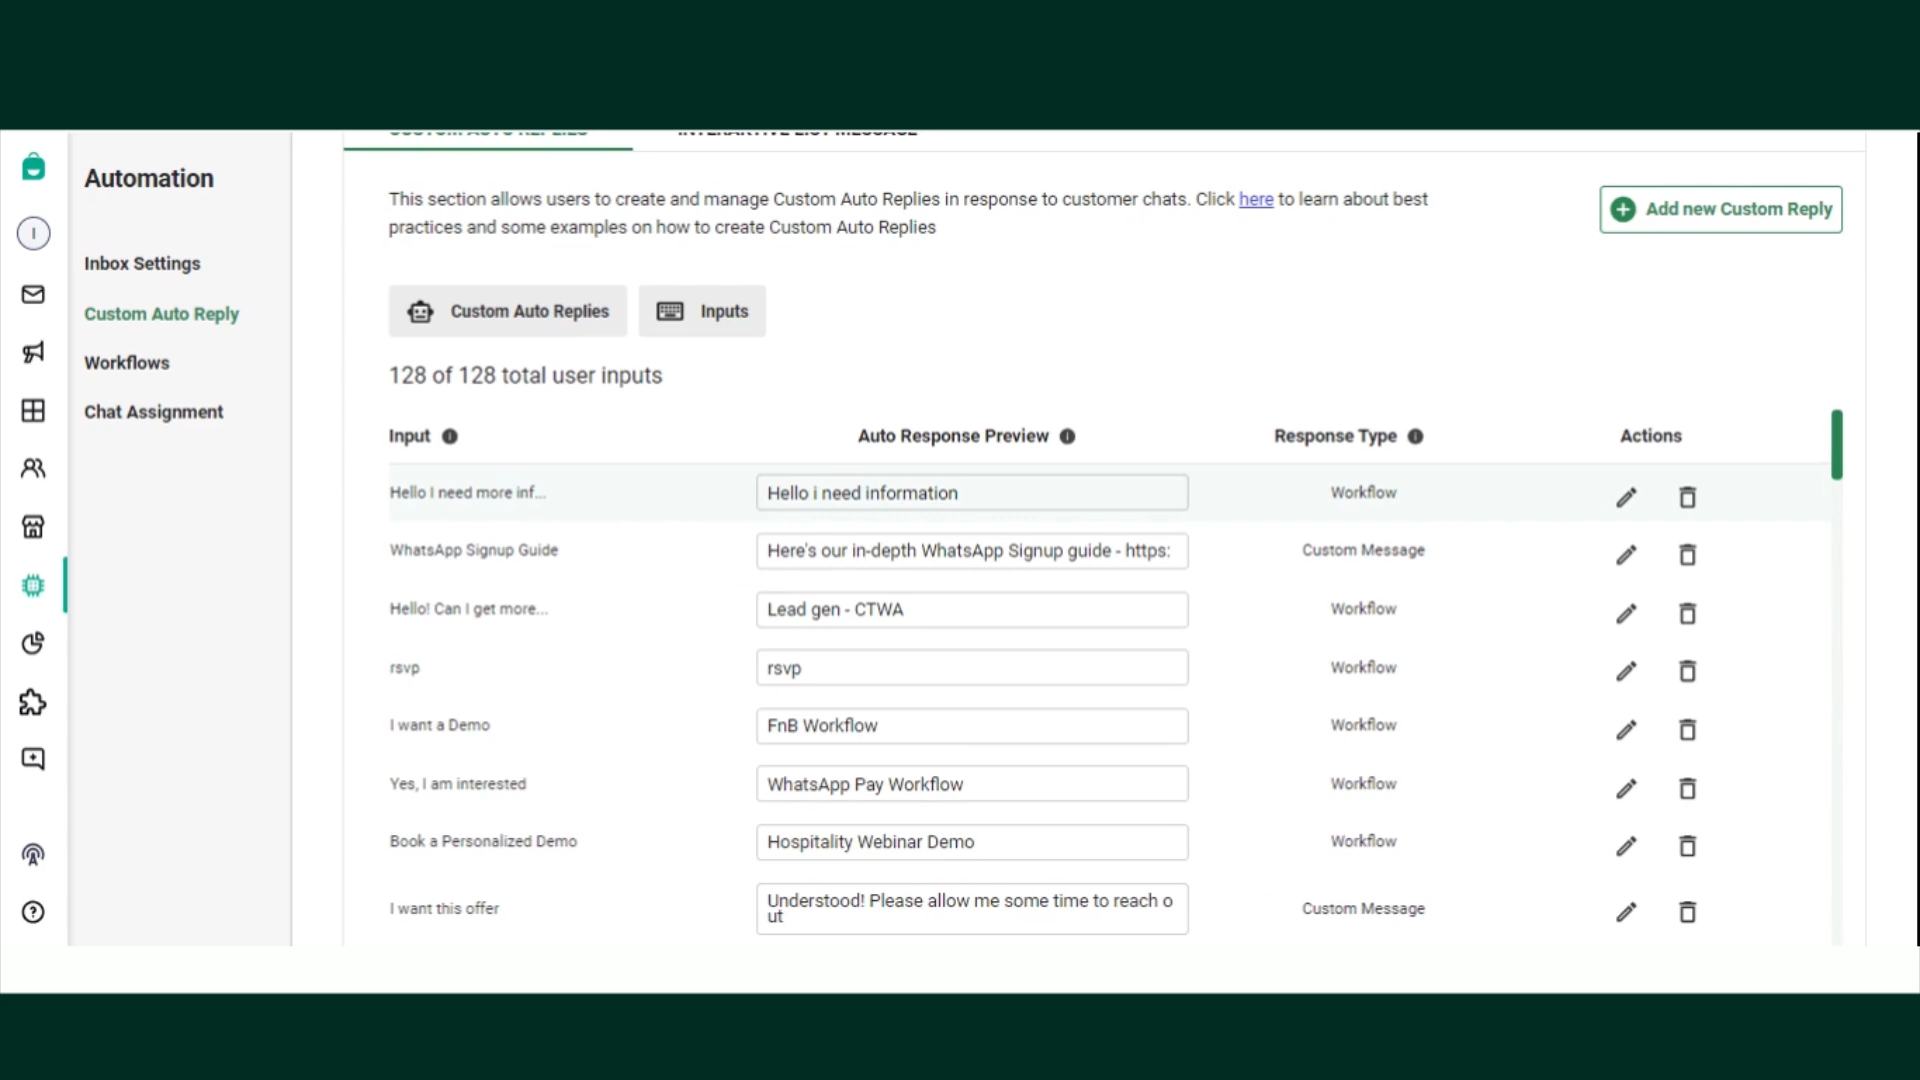 CUSTOM AUTO REPLIES
INTERAKTIVE LIST MESSAGE
Automation
Inbox Settings
Custom Auto Reply
Workflows
Chat Assignment
This section allows users to create and manage Custom Auto Replies in response to customer chats. Click here to learn about best
practices and some examples on how to create Custom Auto Replies
Add new Custom Reply
Custom Auto Replies
Inputs
128 of 128 total user inputs
Input
Auto Response Preview
Response Type
Actions
Hello I need more inf...
Hello i need information
Workflow
WhatsApp Signup Guide
Here's our in-depth WhatsApp Signup guide - https:
Custom Message
Hello! Can I get more...
Lead gen - CTWA
Workflow
rsvp
rsvp
Workflow
I want a Demo
FnB Workflow
Workflow
Yes, I am interested
WhatsApp Pay Workflow
Workflow
Book a Personalized Demo
Hospitality Webinar Demo
Workflow
I want this offer
Understood! Please allow me some time to reach o
ut
Custom Message